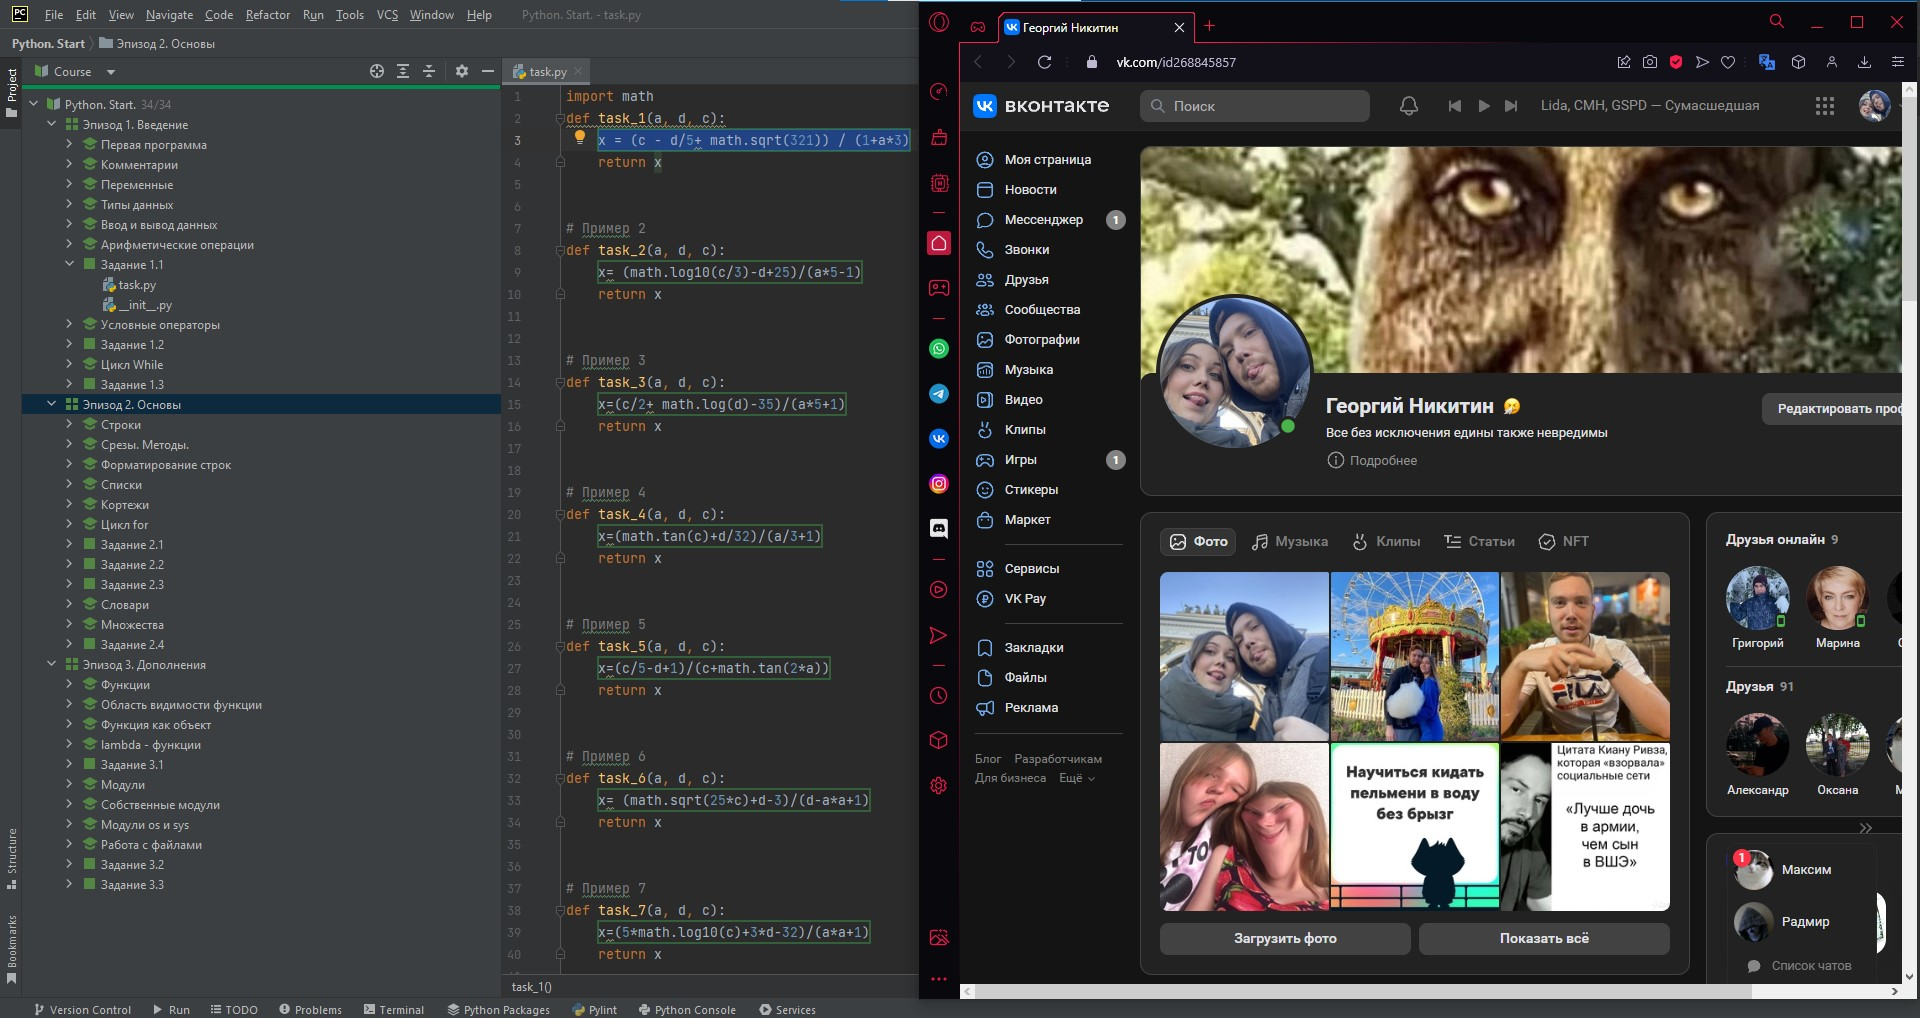 PC File Edit View Navigate Code Refactor Run Tools VCS Window Help Python. Start. - task.py
Python. Start Эпизод 2. Основы
Project
Course
Python. Start. 34/34
Эпизод 1. Введение
Первая программа
Комментарии
Переменные
Типы данных
Ввод и вывод данных
Арифметические операции
Задание 1.1
task.py
__init__.py
Условные операторы
Задание 1.2
Цикл While
Задание 1.3
Эпизод 2. Основы
Строки
Срезы. Методы.
Форматирование строк
Списки
Кортежи
Цикл for
Задание 2.1
Задание 2.2
Задание 2.3
Словари
Множества
Задание 2.4
Эпизод 3. Дополнения
Функции
Область видимости функции
Функция как объект
lambda - функции
Задание 3.1
Модули
Собственные модули
Модули os и sys
Работа с файлами
Задание 3.2
Задание 3.3
Structure
Bookmarks
task.py
1 import math
2 def task_1(a, d, c):
3 x = (c - d/5+ math.sqrt(321)) / (1+a*3)
4 return x
5
6
7 # Пример 2
8 def task_2(a, d, c):
9 x= (math.log10(c/3)-d+25)/(a*5-1)
10 return x
11
12
13 # Пример 3
14 def task_3(a, d, c):
15 x=(c/2+ math.log(d)-35)/(a*5+1)
16 return x
17
18
19 # Пример 4
20 def task_4(a, d, c):
21 x=(math.tan(c)+d/32)/(a/3+1)
22 return x
23
24
25 # Пример 5
26 def task_5(a, d, c):
27 x=(c/5-d+1)/(c+math.tan(2*a))
28 return x
29
30
31 # Пример 6
32 def task_6(a, d, c):
33 x= (math.sqrt(25*c)+d-3)/(d-a*a+1)
34 return x
35
36
37 # Пример 7
38 def task_7(a, d, c):
39 x=(5*math.log10(c)+3*d-32)/(a*a+1)
40 return x
task_1()
Version Control Run TODO Problems Terminal Python Packages Pylint Python Console Services
Георгий Никитин
vk.com/id268845857
вконтакте
Поиск
Lida, CMH, GSPD — Сумасшедшая
Моя страница
Новости
Мессенджер 1
Звонки
Друзья
Сообщества
Фотографии
Музыка
Видео
Клипы
Игры 1
Стикеры
Маркет
Сервисы
VK Pay
Закладки
Файлы
Реклама
Блог Разработчикам
Для бизнеса Ещё
Георгий Никитин
Все без исключения едины также невредимы
Подробнее
Редактировать про
Фото Музыка Клипы Статьи NFT
FILA
Научиться кидать
пельмени в воду
без брызг
Цитата Киану Ривза,
которая «взорвала»
социальные сети
«Лучше дочь
в армии,
чем сын
в ВШЭ»
Загрузить фото
Показать всё
Друзья онлайн 9
Григорий
Марина
Друзья 91
Александр
Оксана
1
Максим
Радмир
Список чатов